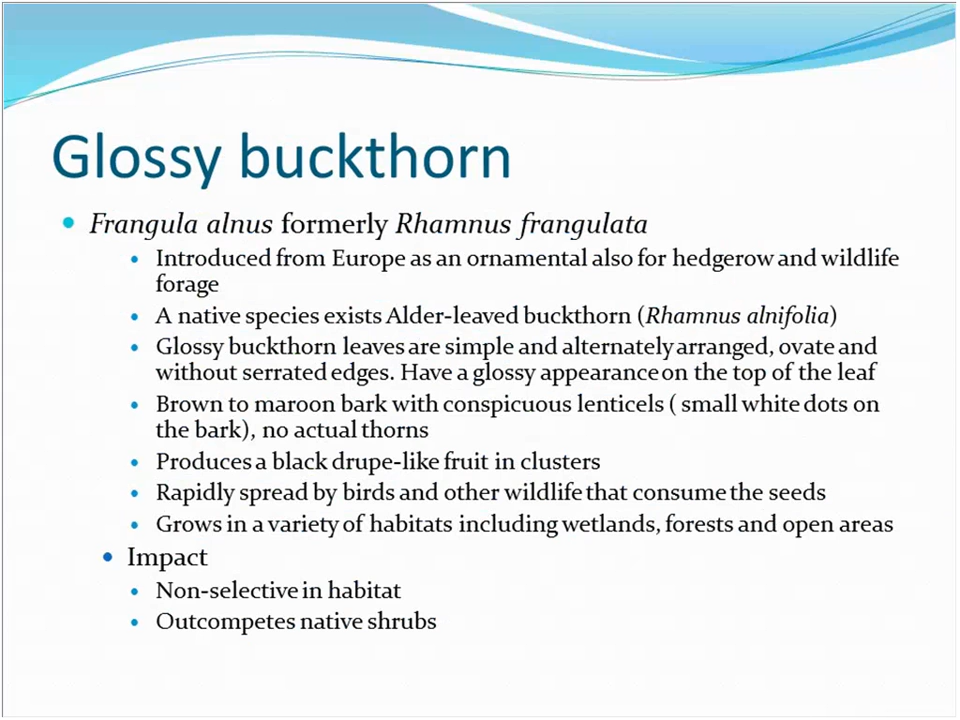 Glossy buckthorn
Frangula alnus formerly Rhamnus frangulata
Introduced from Europe as an ornamental also for hedgerow and wildlife
forage
A native species exists Alder-leaved buckthorn (Rhamnus alnifolia)
Glossy buckthorn leaves are simple and alternately arranged, ovate and
without serrated edges. Have a glossy appearance on the top of the leaf
Brown to maroon bark with conspicuous lenticels ( small white dots on
the bark), no actual thorns
Produces a black drupe-like fruit in clusters
Rapidly spread by birds and other wildlife that consume the seeds
Grows in a variety of habitats including wetlands, forests and open areas
Impact
Non-selective in habitat
Outcompetes native shrubs